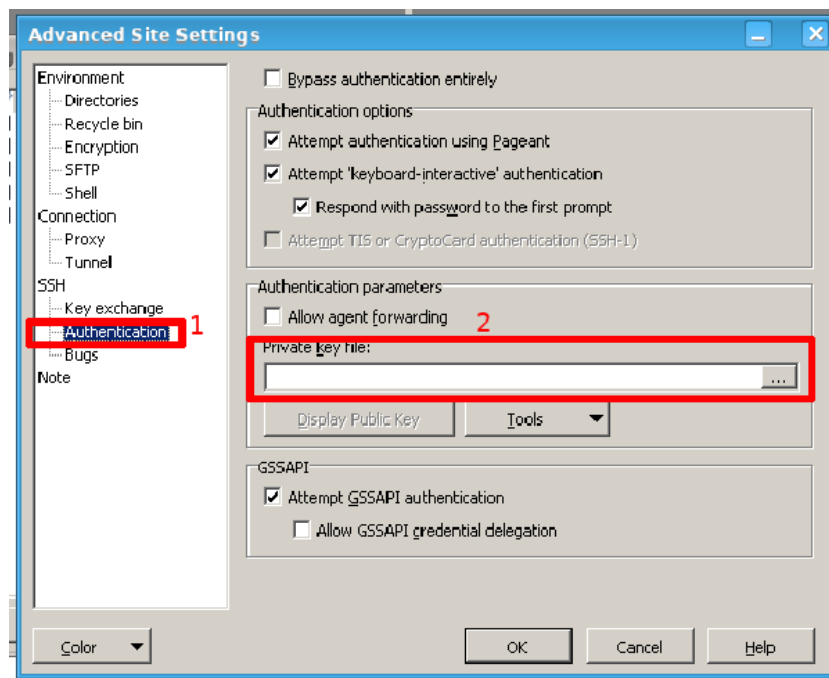 Advanced Site Settings
Environment
Directories
Recycle bin
Encryption
SFTP
Shell
Connection
Proxy
Tunnel
SSH
Key exchange
Authentication
1
Bugs
Note
Bypass authentication entirely
Authentication options
Attempt authentication using Pageant
Attempt 'keyboard-interactive' authentication
Respond with password to the first prompt
Attempt TIS or CryptoCard authentication (SSH-1)
Authentication parameters
Allow agent forwarding
2
Private key file:
...
Display Public Key
Tools
GSSAPI
Attempt GSSAPI authentication
Allow GSSAPI credential delegation
Color
OK
Cancel
Help